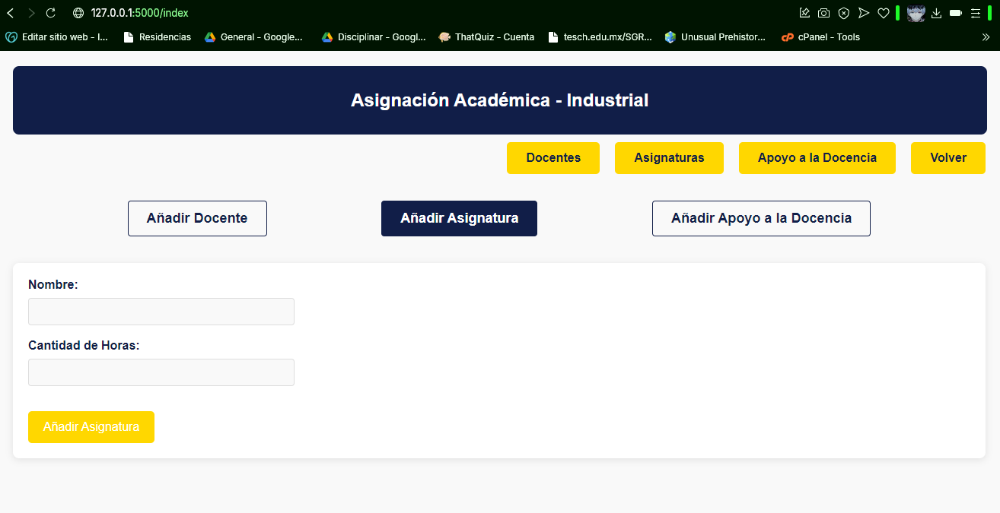 127.0.0.1:5000/index
Editar sitio web - I... Residencias General - Google... Disciplinar - Googl... ThatQuiz - Cuenta tesch.edu.mx/SGR... Unusual Prehistor... cPanel - Tools
Asignación Académica - Industrial
Docentes Asignaturas Apoyo a la Docencia Volver
Añadir Docente Añadir Asignatura Añadir Apoyo a la Docencia
Nombre:
Cantidad de Horas:
Añadir Asignatura